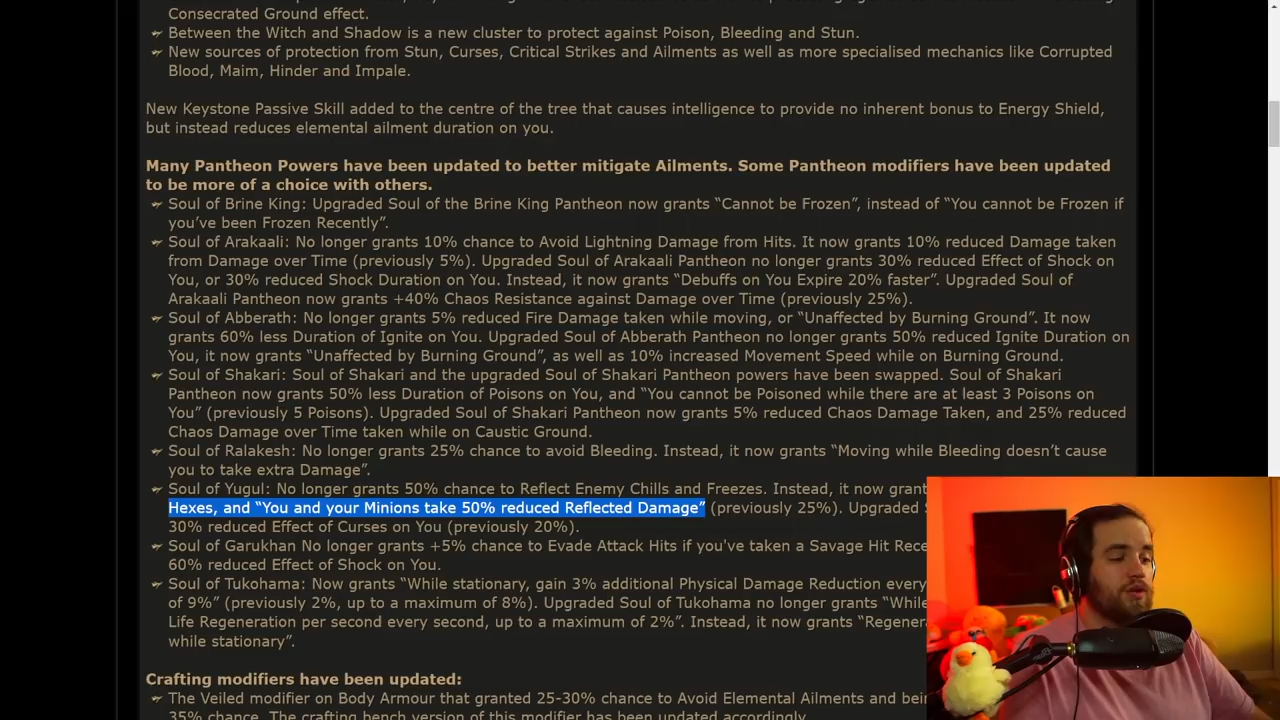 Consecrated Ground effect.
Between the Witch and Shadow is a new cluster to protect against Poison, Bleeding and Stun.
New sources of protection from Stun, Curses, Critical Strikes and Ailments as well as more specialised mechanics like Corrupted
Blood, Maim, Hinder and Impale.
New Keystone Passive Skill added to the centre of the tree that causes intelligence to provide no inherent bonus to Energy Shield,
but instead reduces elemental ailment duration on you.
Many Pantheon Powers have been updated to better mitigate Ailments. Some Pantheon modifiers have been updated
to be more of a choice with others.
Soul of Brine King: Upgraded Soul of the Brine King Pantheon now grants “Cannot be Frozen”, instead of “You cannot be Frozen if
you’ve been Frozen Recently”.
Soul of Arakaali: No longer grants 10% chance to Avoid Lightning Damage from Hits. It now grants 10% reduced Damage taken
from Damage over Time (previously 5%). Upgraded Soul of Arakaali Pantheon no longer grants 30% reduced Effect of Shock on
You, or 30% reduced Shock Duration on You. Instead, it now grants “Debuffs on You Expire 20% faster”. Upgraded Soul of
Arakaali Pantheon now grants +40% Chaos Resistance against Damage over Time (previously 25%).
Soul of Abberath: No longer grants 5% reduced Fire Damage taken while moving, or “Unaffected by Burning Ground”. It now
grants 60% less Duration of Ignite on You. Upgraded Soul of Abberath Pantheon no longer grants 50% reduced Ignite Duration on
You, it now grants “Unaffected by Burning Ground”, as well as 10% increased Movement Speed while on Burning Ground.
Soul of Shakari: Soul of Shakari and the upgraded Soul of Shakari Pantheon powers have been swapped. Soul of Shakari
Pantheon now grants 50% less Duration of Poisons on You, and “You cannot be Poisoned while there are at least 3 Poisons on
You” (previously 5 Poisons). Upgraded Soul of Shakari Pantheon now grants 5% reduced Chaos Damage Taken, and 25% reduced
Chaos Damage over Time taken while on Caustic Ground.
Soul of Ralakesh: No longer grants 25% chance to avoid Bleeding. Instead, it now grants “Moving while Bleeding doesn’t cause
you to take extra Damage”.
Soul of Yugul: No longer grants 50% chance to Reflect Enemy Chills and Freezes. Instead, it now grant
Hexes, and “You and your Minions take 50% reduced Reflected Damage” (previously 25%). Upgraded
30% reduced Effect of Curses on You (previously 20%).
Soul of Garukhan No longer grants +5% chance to Evade Attack Hits if you've taken a Savage Hit Rece
60% reduced Effect of Shock on You.
Soul of Tukohama: Now grants “While stationary, gain 3% additional Physical Damage Reduction every
of 9%” (previously 2%, up to a maximum of 8%). Upgraded Soul of Tukohama no longer grants “While
Life Regeneration per second every second, up to a maximum of 2%”. Instead, it now grants “Regener
while stationary”.
Crafting modifiers have been updated:
The Veiled modifier on Body Armour that granted 25-30% chance to Avoid Elemental Ailments and bei
35% chance. The crafting bench version of this modifier has been updated accordingly.